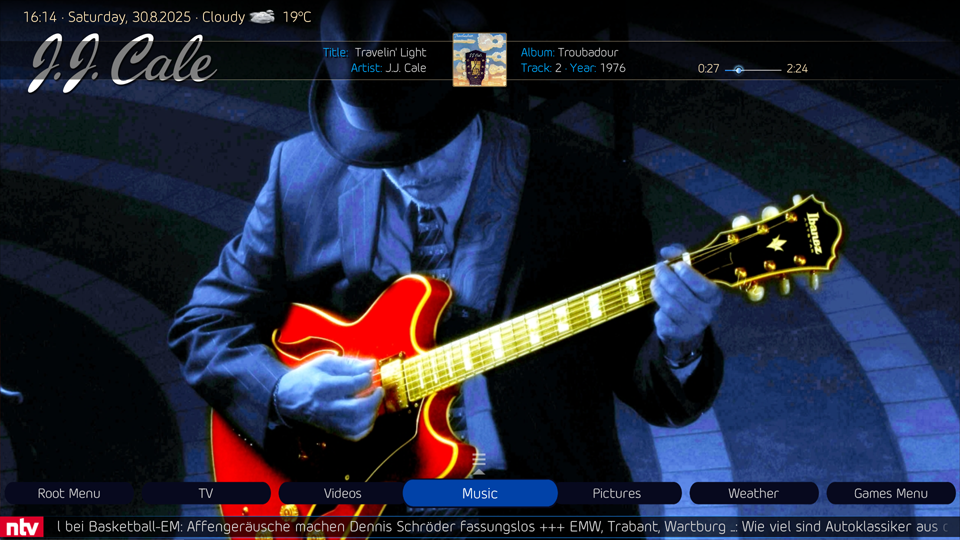 16:14 · Saturday, 30.8.2025 · Cloudy 19°C
J.J. Cale
Title: Travelin' Light
Artist: J.J. Cale
Album: Troubadour
Track: 2 · Year: 1976
0:27 2:24
Ibanez
Root Menu TV Videos Music Pictures Weather Games Menu
ntv l bei Basketball-EM: Affengeräusche machen Dennis Schröder fassungslos +++ EMW, Trabant, Wartburg ...: Wie viel sind Autoklassiker aus